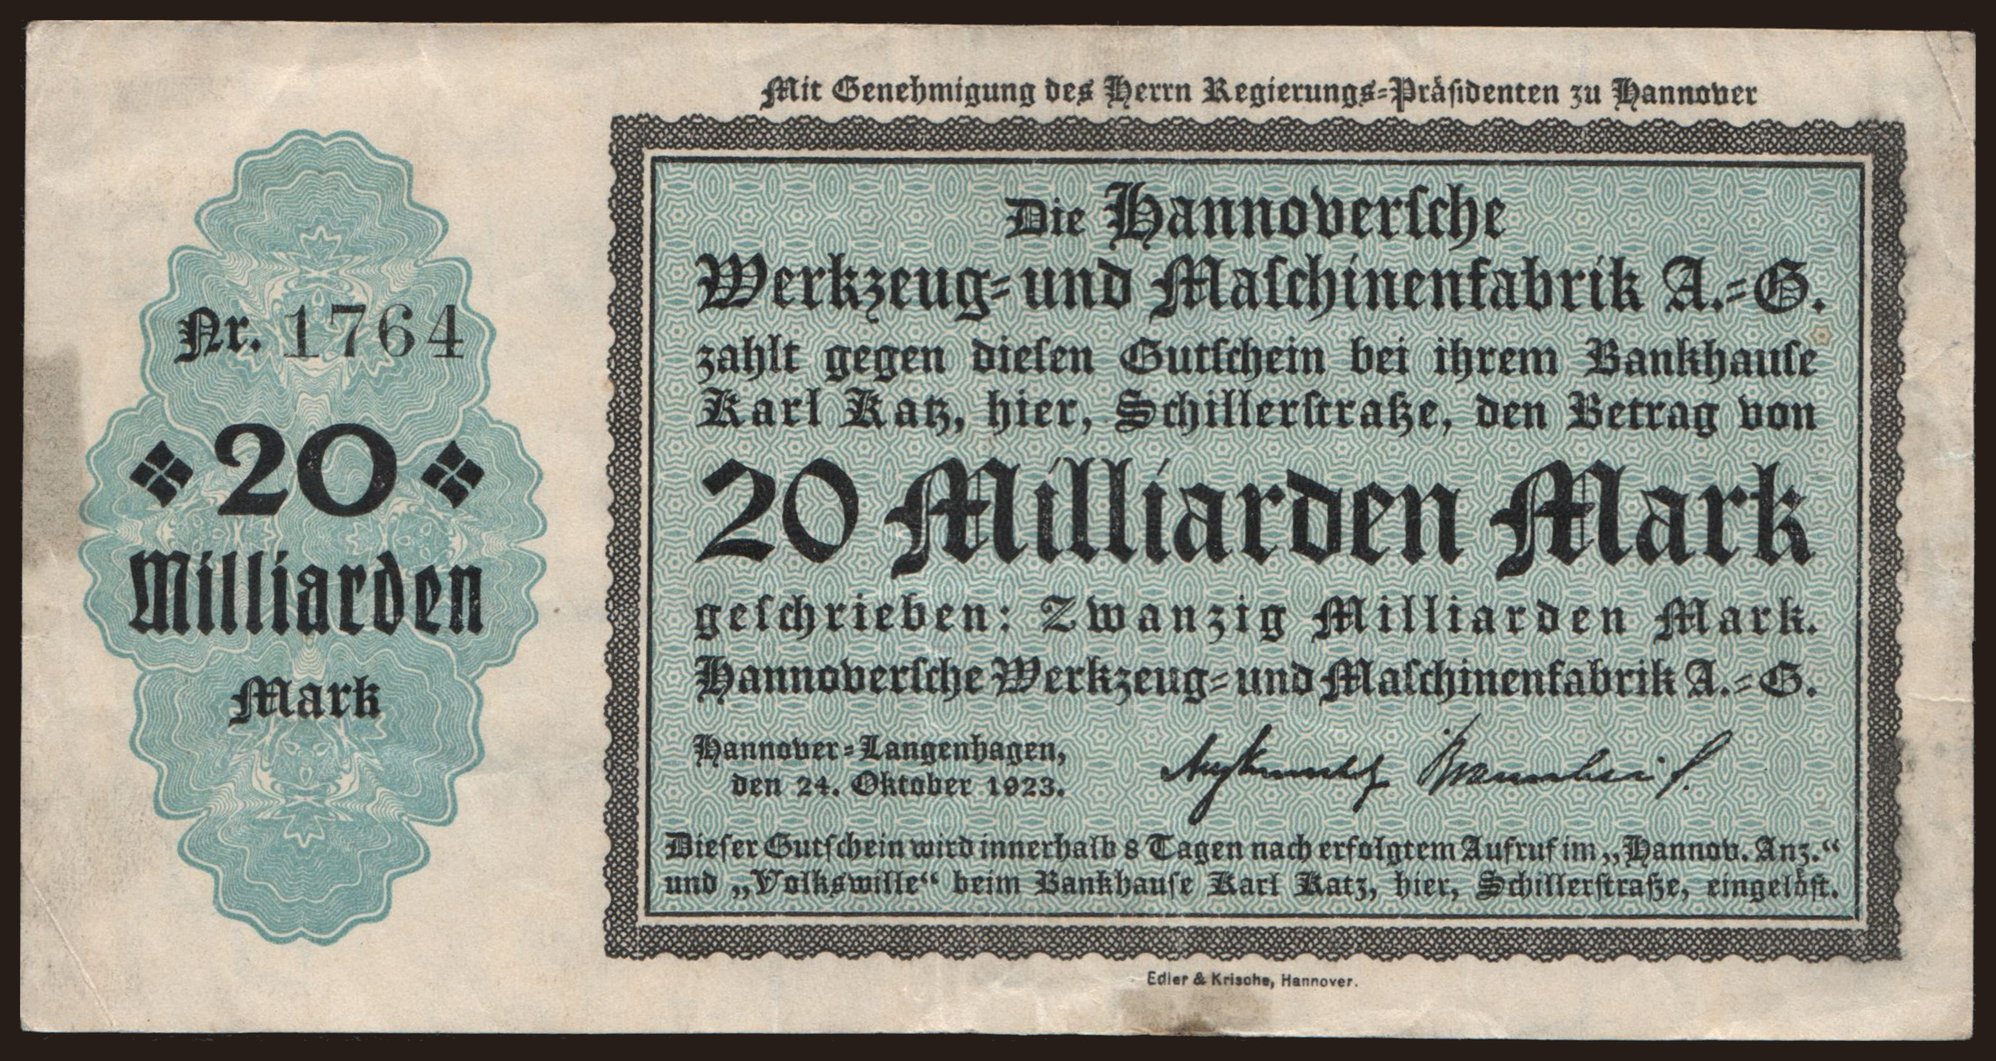 Mit Genehmigung des Herrn Regierungs-Präsidenten zu Hannover
Nr. 1764
20
Milliarden
Mark
Die Hannoversche
Werkzeug- und Maschinenfabrik A.-G.
zahlt gegen diesen Gutschein bei ihrem Bankhause
Karl Katz, hier, Schillerstraße, den Betrag von
20 Milliarden Mark
geschrieben: Zwanzig Milliarden Mark.
Hannoversche Werkzeug- und Maschinenfabrik A.-G.
Hannover-Langenhagen,
den 24. Oktober 1923.
Dieser Gutschein wird innerhalb 8 Tagen nach erfolgtem Aufruf im „Hannov. Anz.“
und „Volkswille“ beim Bankhause Karl Katz, hier, Schillerstraße, eingelöst.
Edler & Krische, Hannover.